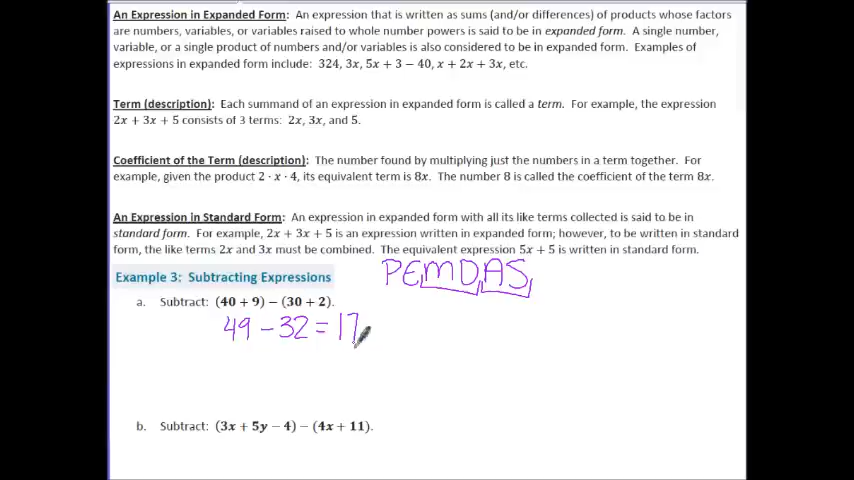 An Expression in Expanded Form: An expression that is written as sums (and/or differences) of products whose factors
are numbers, variables, or variables raised to whole number powers is said to be in expanded form. A single number,
variable, or a single product of numbers and/or variables is also considered to be in expanded form. Examples of
expressions in expanded form include: 324, 3x, 5x + 3 − 40, x + 2x + 3x, etc.
Term (description): Each summand of an expression in expanded form is called a term. For example, the expression
2x + 3x + 5 consists of 3 terms: 2x, 3x, and 5.
Coefficient of the Term (description): The number found by multiplying just the numbers in a term together. For
example, given the product 2 · x · 4, its equivalent term is 8x. The number 8 is called the coefficient of the term 8x.
An Expression in Standard Form: An expression in expanded form with all its like terms collected is said to be in
standard form. For example, 2x + 3x + 5 is an expression written in expanded form; however, to be written in standard
form, the like terms 2x and 3x must be combined. The equivalent expression 5x + 5 is written in standard form.
Example 3: Subtracting Expressions PEMDAS
a. Subtract: (40 + 9) − (30 + 2).
49 − 32 = 17
b. Subtract: (3x + 5y − 4) − (4x + 11).